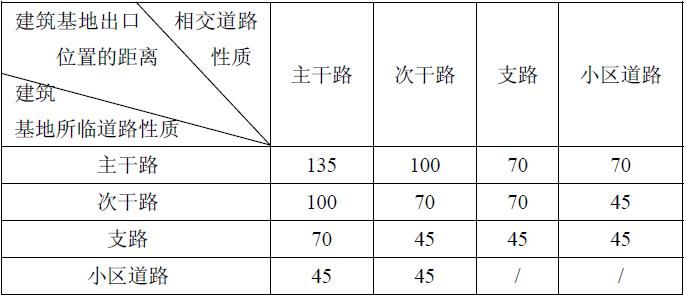 建筑基地出口 相交道路
位置的距离 性质
建筑
基地所临道路性质
主干路 次干路 支路 小区道路
主干路 135 100 70 70
次干路 100 70 70 45
支路 70 45 45 45
小区道路 45 45 / /